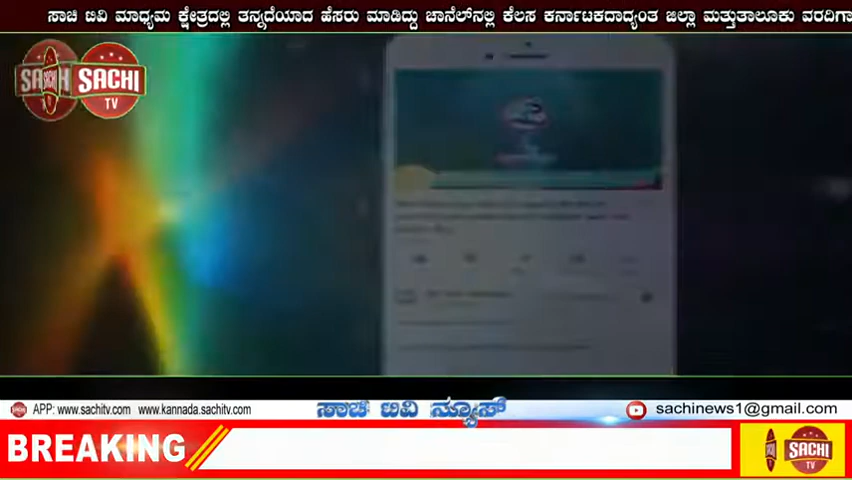 ಸಾಚಿ ಟಿವಿ ಮಾಧ್ಯಮ ಕ್ಷೇತ್ರದಲ್ಲಿ ತನ್ನದೆಯಾದ ಹೆಸರು ಮಾಡಿದ್ದು ಚಾನೆಲ್‌ನಲ್ಲಿ ಕೆಲಸ ಕರ್ನಾಟಕದಾದ್ಯಂತ ಜಿಲ್ಲಾ ಮತ್ತುತಾಲೂಕು ವರದಿಗಾ
SACHI
SACHI
TV
APP: www.sachitv.com www.kannada.sachitv.com
ಸಾಚಿ ಟಿವಿ ನ್ಯೂಸ್
sachinews1@gmail.com
BREAKING
SACHI
TV